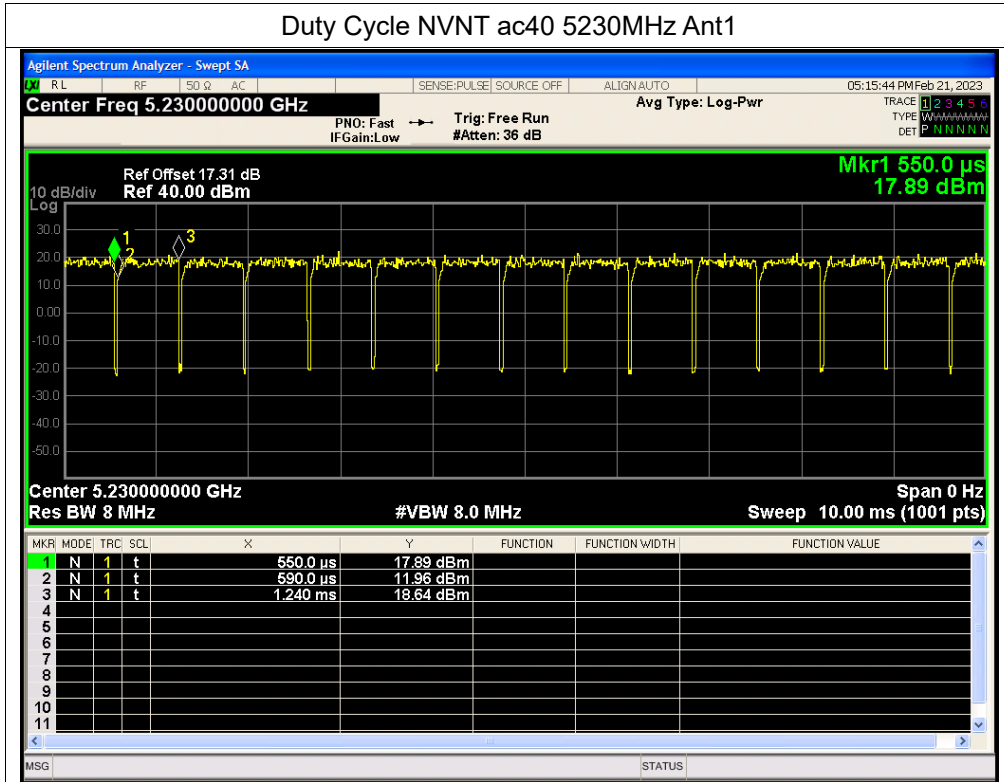 Duty Cycle NVNT ac40 5230MHz Ant1
Agilent Spectrum Analyzer - Swept SA
LXI RL RF 50 Ω AC SENSE:PULSE SOURCE OFF ALIGNAUTO 05:15:44 PMFeb 21, 2023
Center Freq 5.230000000 GHz Avg Type: Log-Pwr TRACE 1 2 3 4 5 6
PNO: Fast Trig: Free Run TYPE WWWWWW
IFGain:Low #Atten: 36 dB DET P N N N N N
Mkr1 550.0 µs
Ref Offset 17.31 dB
10 dB/div Ref 40.00 dBm 17.89 dBm
Log
30.0
1 2 3
20.0
10.0
0.00
-10.0
-20.0
-30.0
-40.0
-50.0
Center 5.230000000 GHz Span 0 Hz
Res BW 8 MHz #VBW 8.0 MHz Sweep 10.00 ms (1001 pts)
MKR MODE TRC SCL X Y FUNCTION FUNCTION WIDTH FUNCTION VALUE
1 N 1 t 550.0 µs 17.89 dBm
2 N 1 t 590.0 µs 11.96 dBm
3 N 1 t 1.240 ms 18.64 dBm
4
5
6
7
8
9
10
11
MSG STATUS